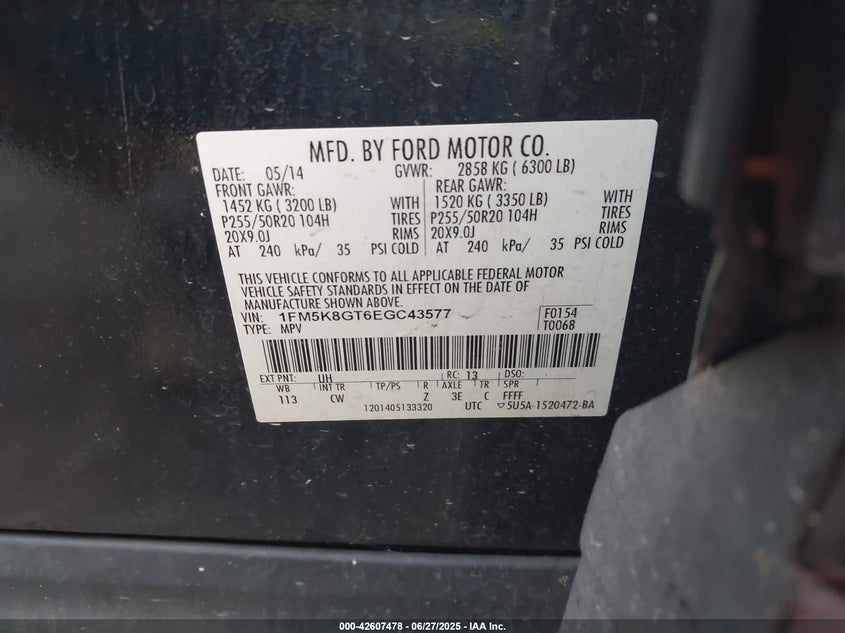 MFD. BY FORD MOTOR CO.
DATE: 05/14 GVWR: 2858 KG ( 6300 LB)
FRONT GAWR: REAR GAWR:
1452 KG ( 3200 LB) WITH 1520 KG ( 3350 LB) WITH
P255/50R20 104H TIRES P255/50R20 104H TIRES
20X9.0J RIMS 20X9.0J RIMS
AT 240 kPa/ 35 PSI COLD AT 240 kPa/ 35 PSI COLD
THIS VEHICLE CONFORMS TO ALL APPLICABLE FEDERAL MOTOR
VEHICLE SAFETY STANDARDS IN EFFECT ON THE DATE OF
MANUFACTURE SHOWN ABOVE.
VIN: 1FM5K8GT6EGC43577 F0154
TYPE: MPV T006B
EXT PNT: UH RC: 13 DSO:
WB INT TR TP/PS R AXLE TR SPR
113 CW Z 3E C FFFF
1201405133320 UTC ▽5U5A-1520472-BA
000-42607478 - 06/27/2025 - IAA Inc.